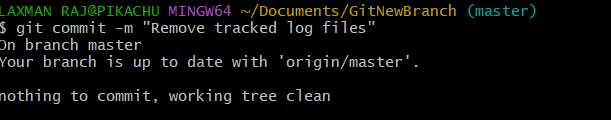 LAXMAN RAJ@PIKACHU MINGW64 ~/Documents/GitNewBranch (master)
$ git commit -m "Remove tracked log files"
On branch master
Your branch is up to date with 'origin/master'.
nothing to commit, working tree clean